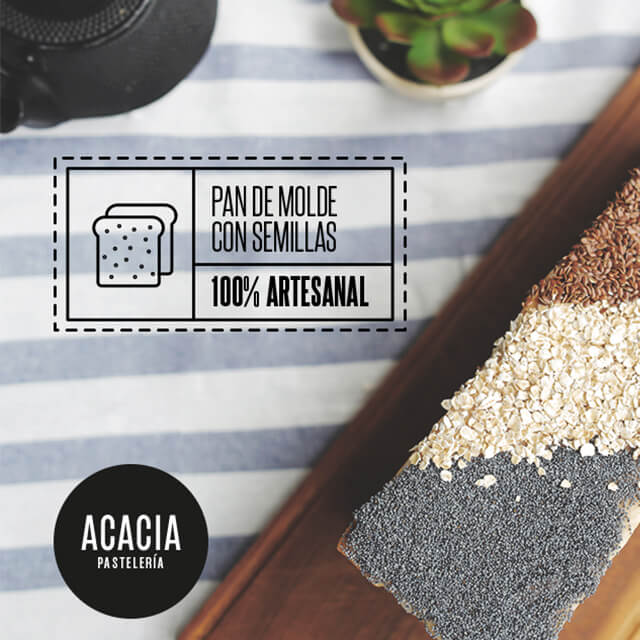 PAN DE MOLDE
CON SEMILLAS
100% ARTESANAL
ACACIA
PASTELERÍA